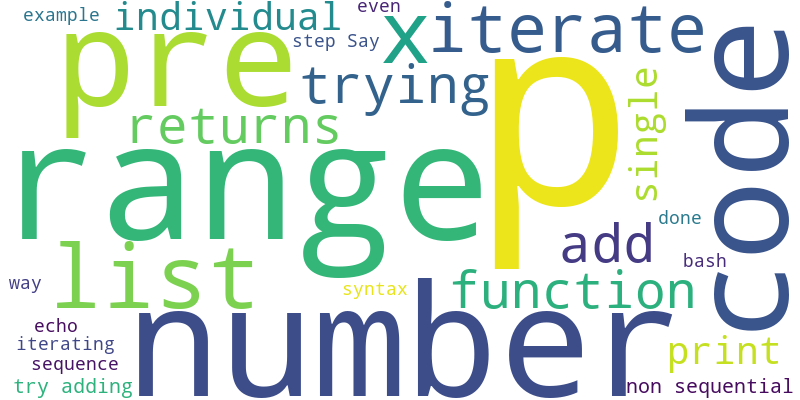 example
individual
even
step Say
x
iterate
pre
trying
p
code
returns
single
range
add
done
bash
list
way
syntax
function
echo
number
iterating
print
sequence
try adding
non sequential